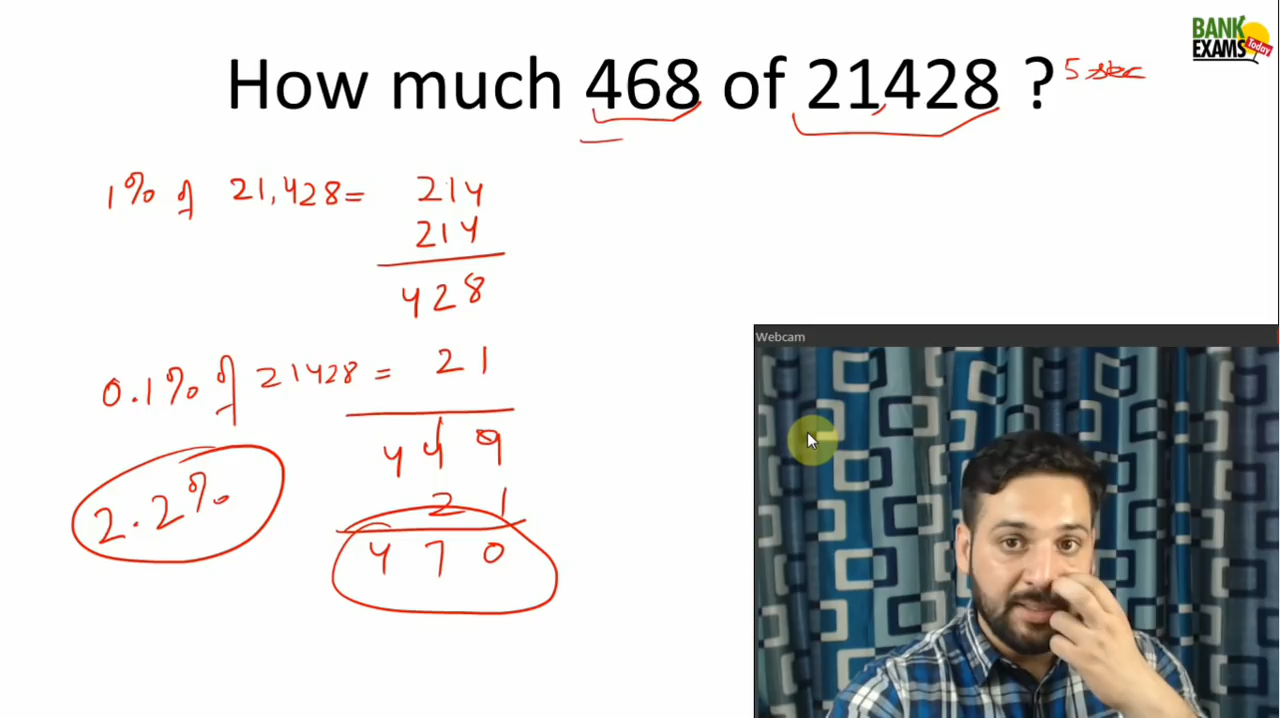 BANK
EXAMS Today
How much 468 of 21428 ?
5 sec
1% of 21,428 = 214
214
428
0.1% of 21428 = 21
449
21
470
2.2%
Webcam